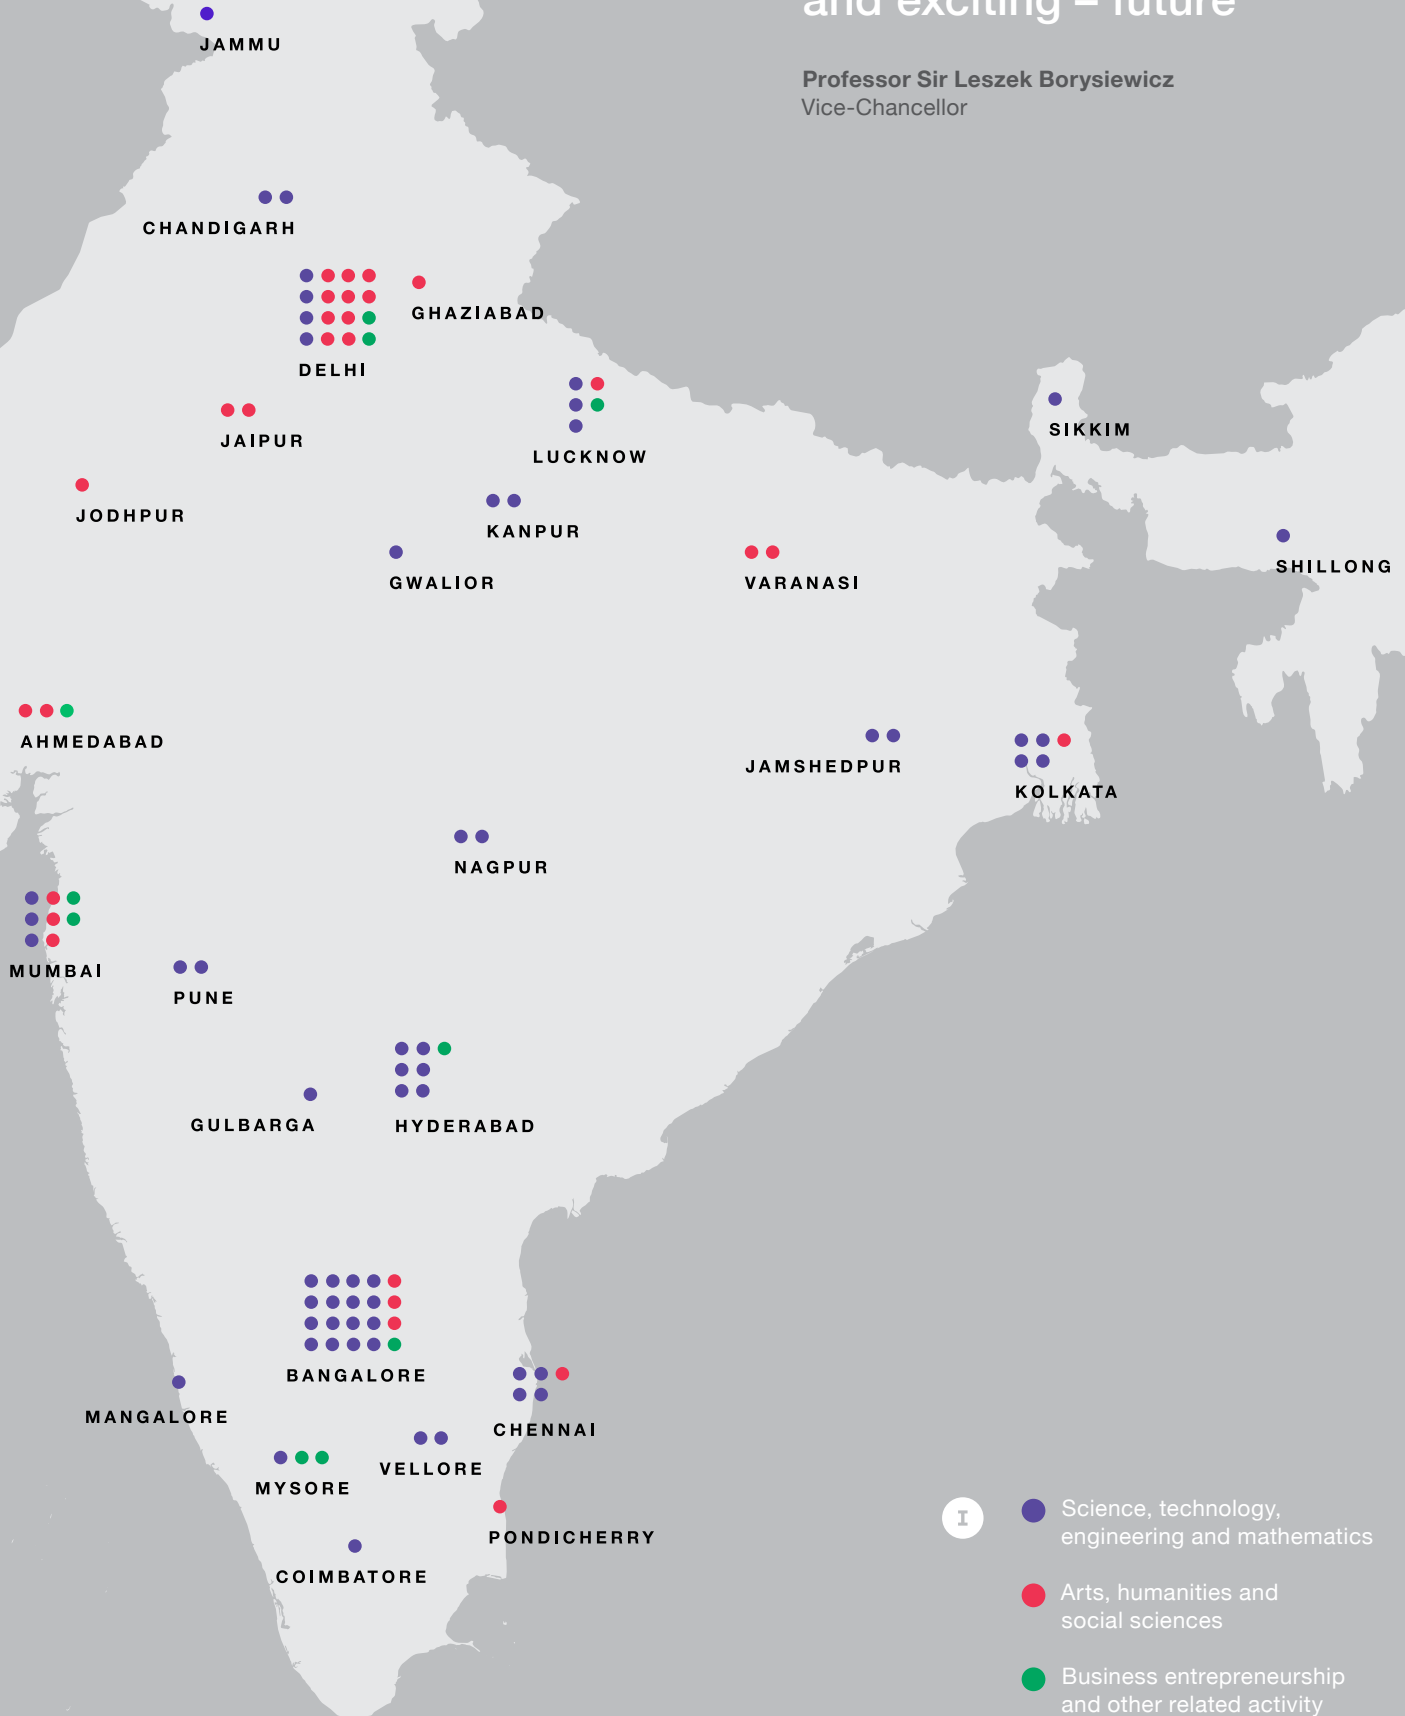 and exciting – future
Professor Sir Leszek Borysiewicz
Vice-Chancellor
JAMMU
CHANDIGARH
GHAZIABAD
DELHI
JAIPUR
LUCKNOW
SIKKIM
JODHPUR
KANPUR
GWALIOR
VARANASI
SHILLONG
AHMEDABAD
JAMSHEDPUR
KOLKATA
NAGPUR
MUMBAI
PUNE
GULBARGA
HYDERABAD
BANGALORE
MANGALORE
CHENNAI
VELLORE
MYSORE
PONDICHERRY
COIMBATORE
I
Science, technology,
engineering and mathematics
Arts, humanities and
social sciences
Business entrepreneurship
and other related activity